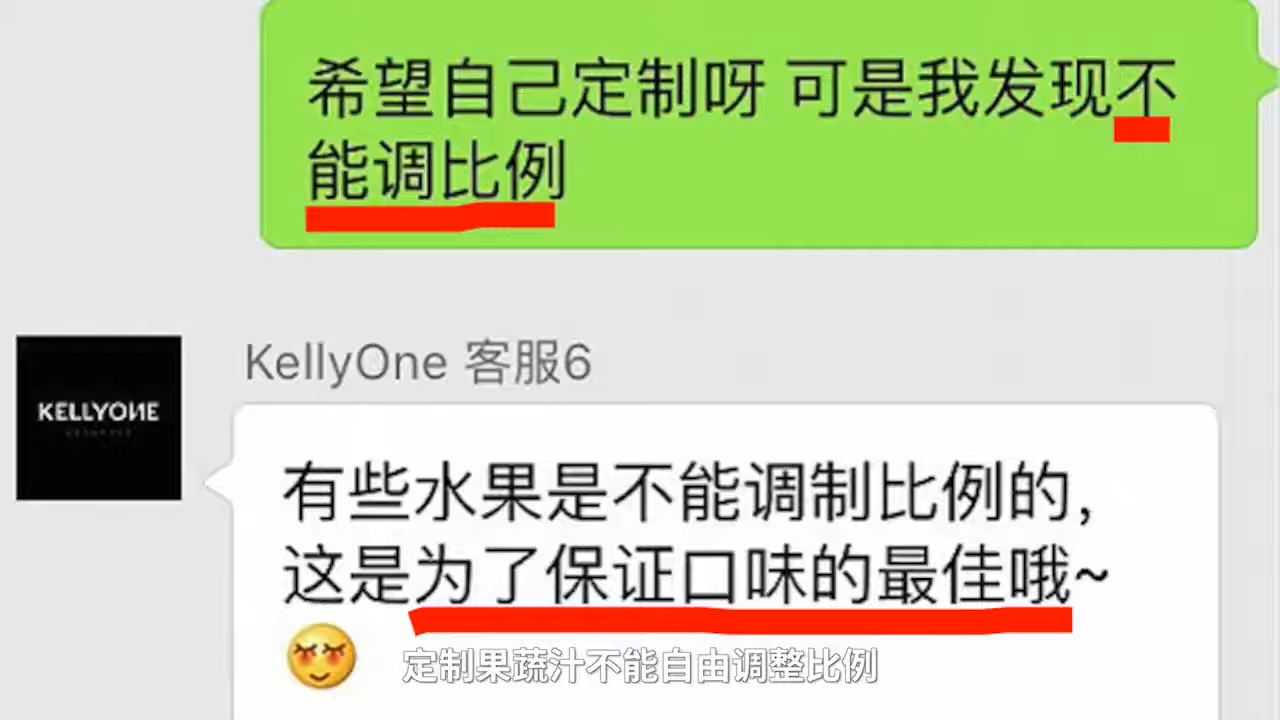 希望自己定制呀 可是我发现不
能调比例
KellyOne 客服6
KELLYONE
有些水果是不能调制比例的，
这是为了保证口味的最佳哦~
定制果蔬汁不能自由调整比例